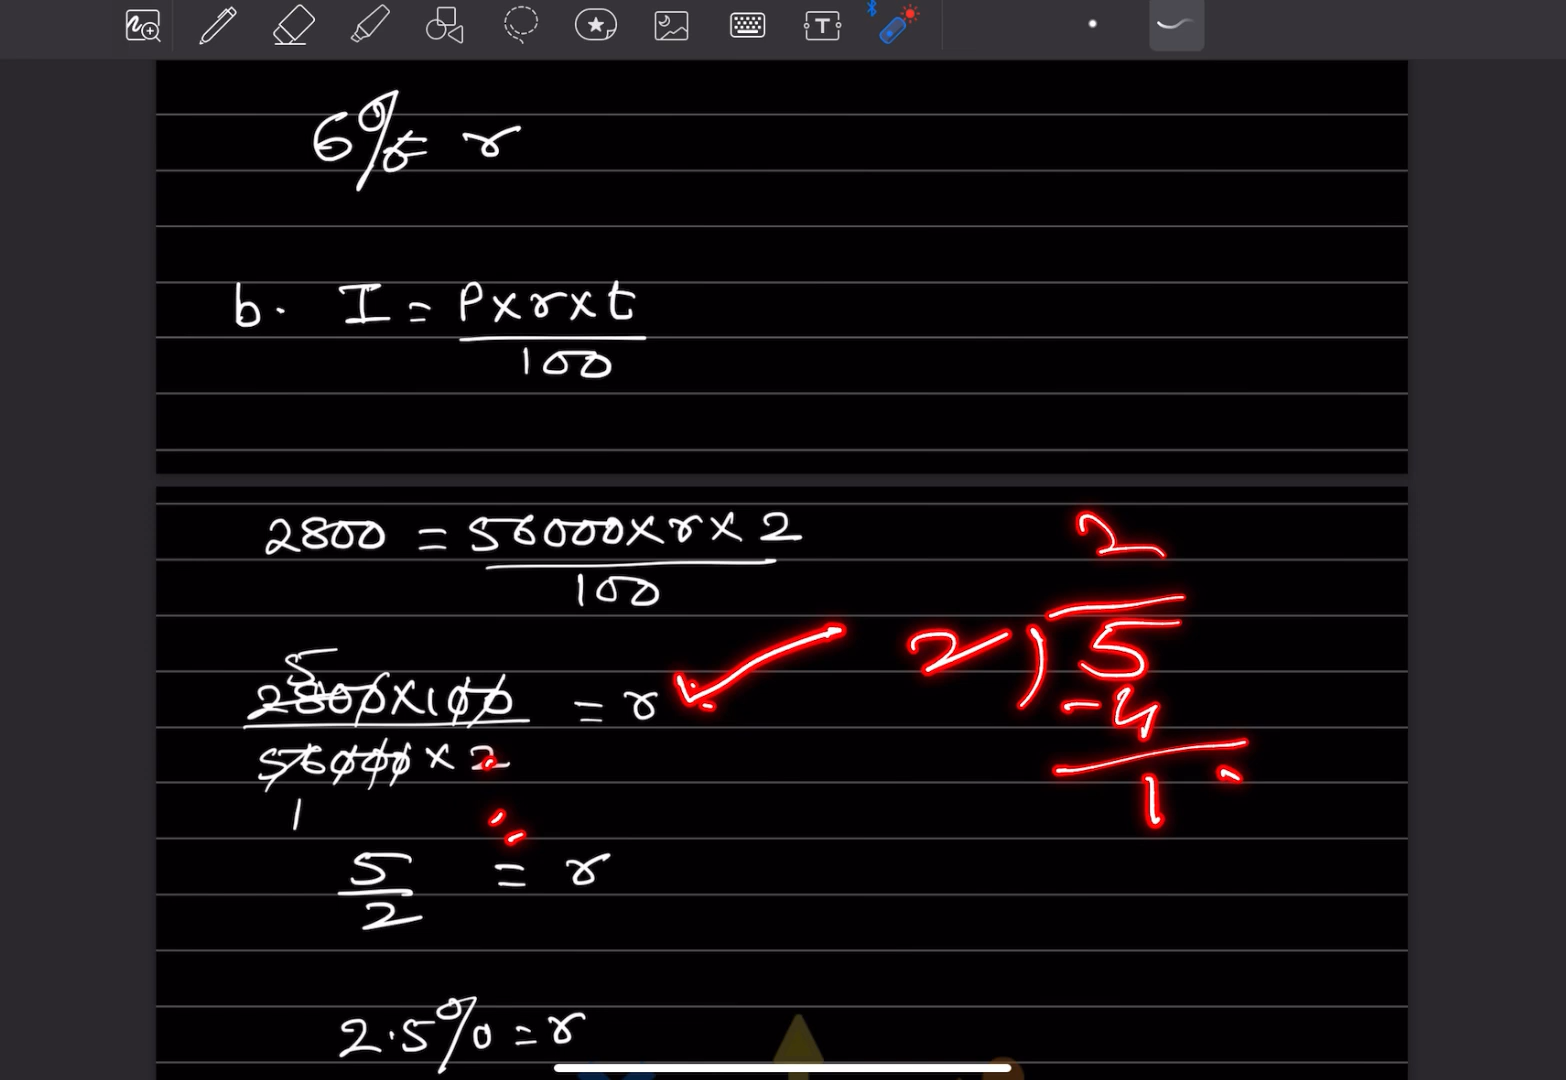 6% = r
b. I = P x r x t
100
2800 = 56000 x r x 2
100
5
2800 x 100 = r
56000 x 2
1
5 = r
2
2.5% = r
2
2 ) 5
- 4
1